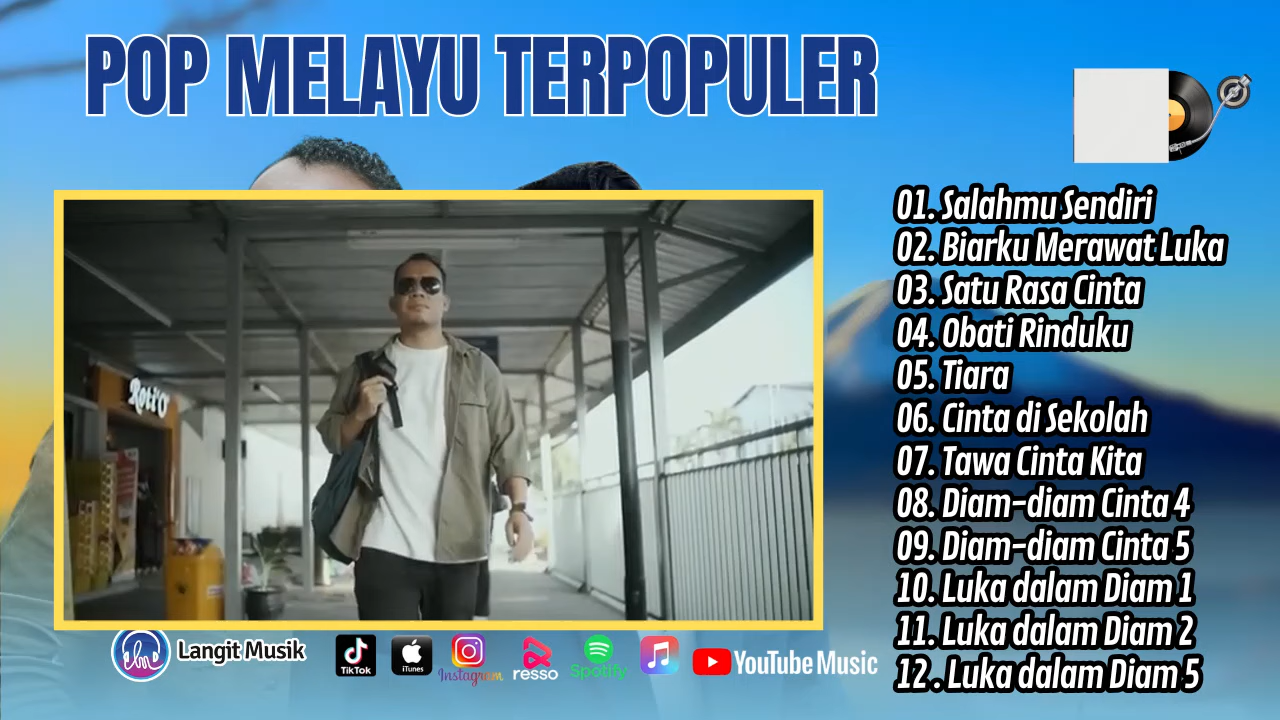 POP MELAYU TERPOPULER
Roti'O
01. Salahmu Sendiri
02. Biarku Merawat Luka
03. Satu Rasa Cinta
04. Obati Rinduku
05. Tiara
06. Cinta di Sekolah
07. Tawa Cinta Kita
08. Diam-diam Cinta 4
09. Diam-diam Cinta 5
10. Luka dalam Diam 1
11. Luka dalam Diam 2
12. Luka dalam Diam 5
lm Langit Musik
TikTok
iTunes
Instagram
resso
Spotify
YouTube Music